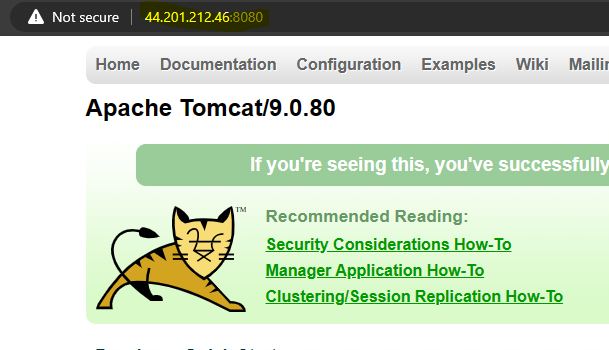 Not secure | 44.201.212.46:8080
Home Documentation Configuration Examples Wiki
Apache Tomcat/9.0.80
If you're seeing this, you've successfully
TM
Recommended Reading:
Security Considerations How-To
Manager Application How-To
Clustering/Session Replication How-To